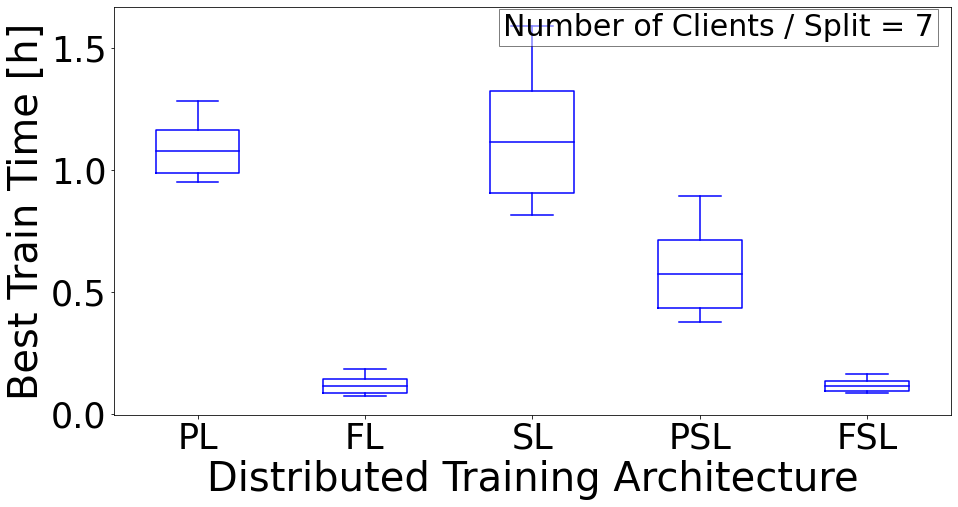 Number of Clients / Split = 7
Best Train Time [h]
1.5
1.0
0.5
0.0
PL FL SL PSL FSL
Distributed Training Architecture